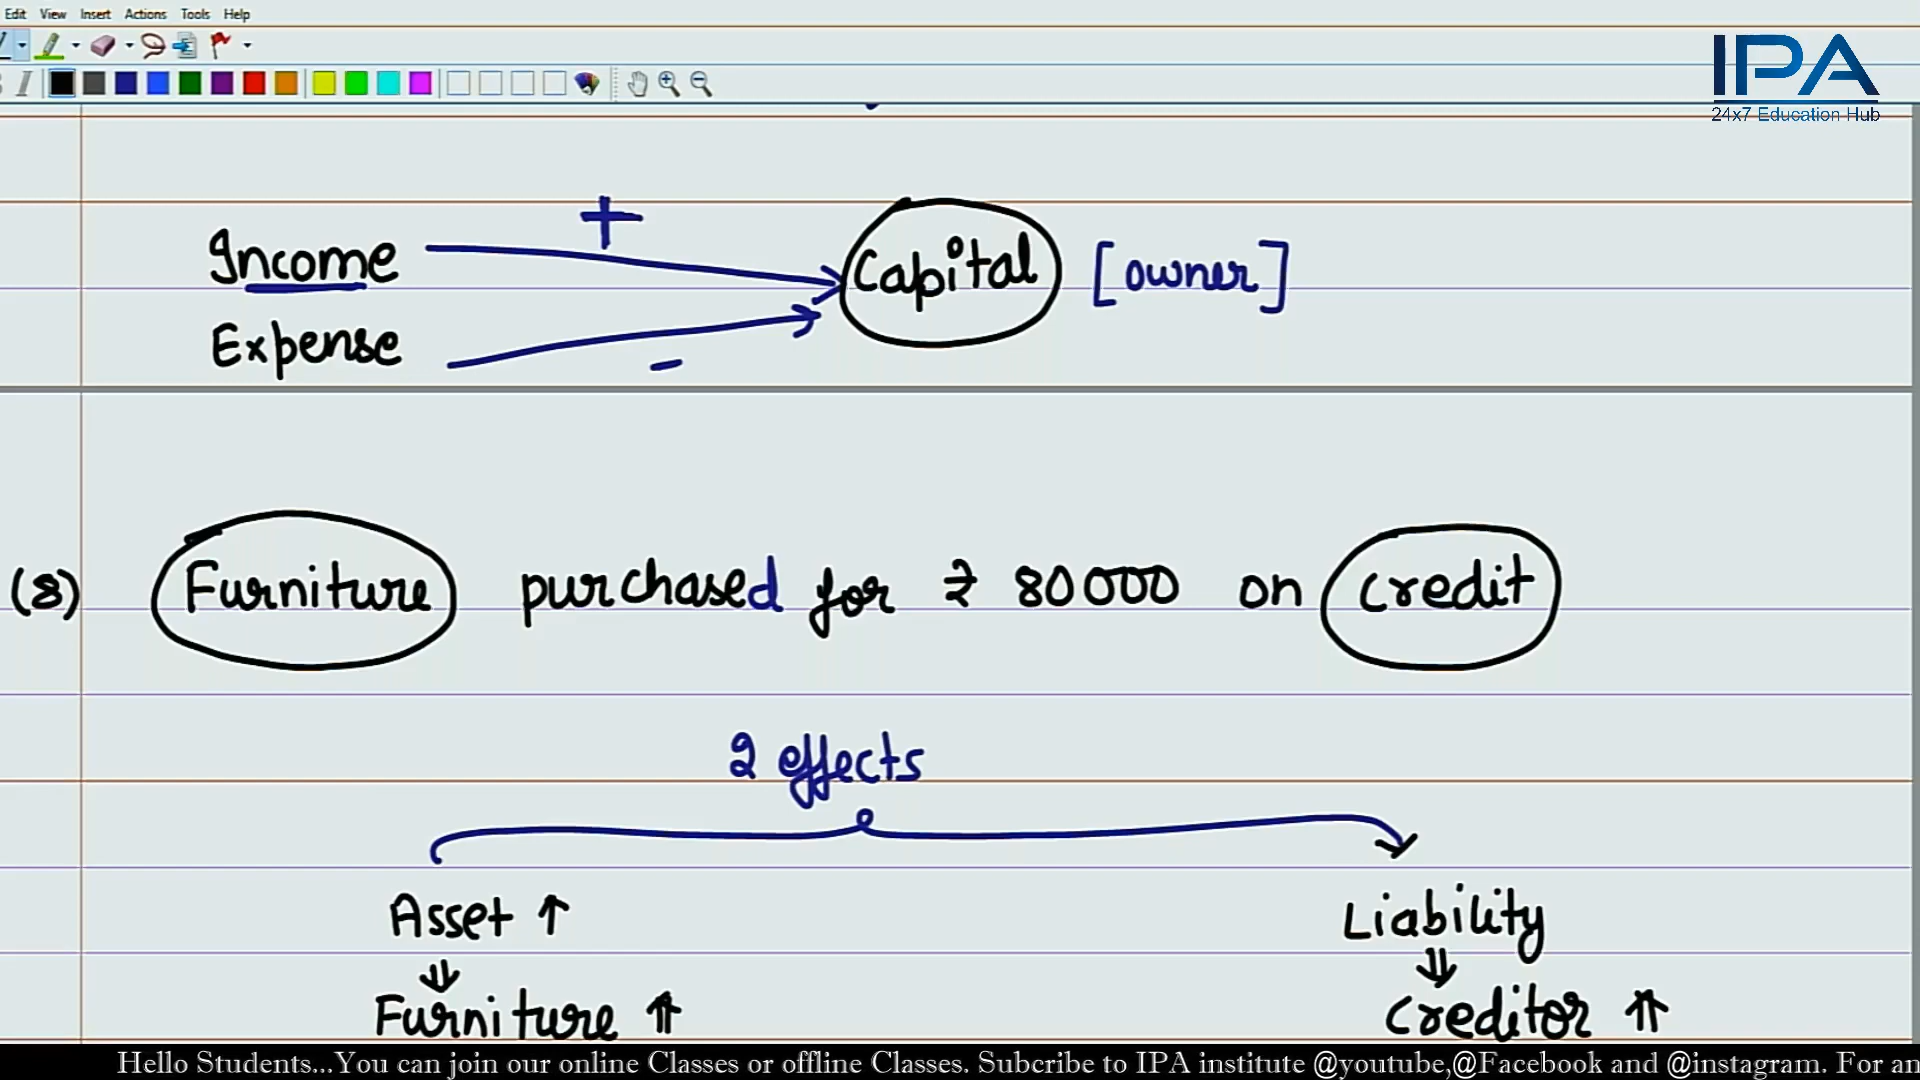 Edit View Insert Actions Tools Help
IPA
24x7 Education Hub
+
Income
Capital [owner]
Expense
-
(8) Furniture purchased for ₹ 80000 on credit
2 effects
Asset ↑ Liability
⇓ ⇓
Furniture ⇑ Creditor ⇑
Hello Students...You can join our online Classes or offline Classes. Subcribe to IPA institute @youtube,@Facebook and @instagram. For an